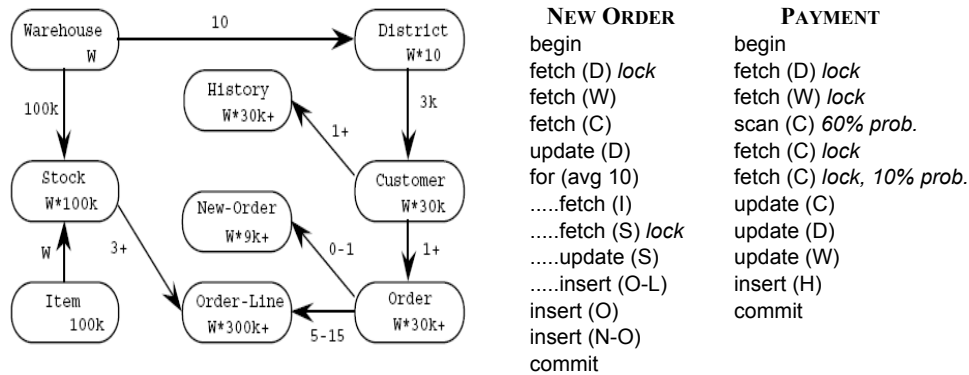 10
Warehouse
W
District
W*10
History
W*30k+
100k
3k
1+
Stock
W*100k
Customer
W*30k
New-Order
W*9k+
W
3+
0-1
1+
Item
100k
Order-Line
W*300k+
Order
W*30k+
5-15
NEW ORDER
begin
fetch (D) lock
fetch (W)
fetch (C)
update (D)
for (avg 10)
.....fetch (I)
.....fetch (S) lock
.....update (S)
.....insert (O-L)
insert (O)
insert (N-O)
commit
PAYMENT
begin
fetch (D) lock
fetch (W) lock
scan (C) 60% prob.
fetch (C) lock
fetch (C) lock, 10% prob.
update (C)
update (D)
update (W)
insert (H)
commit